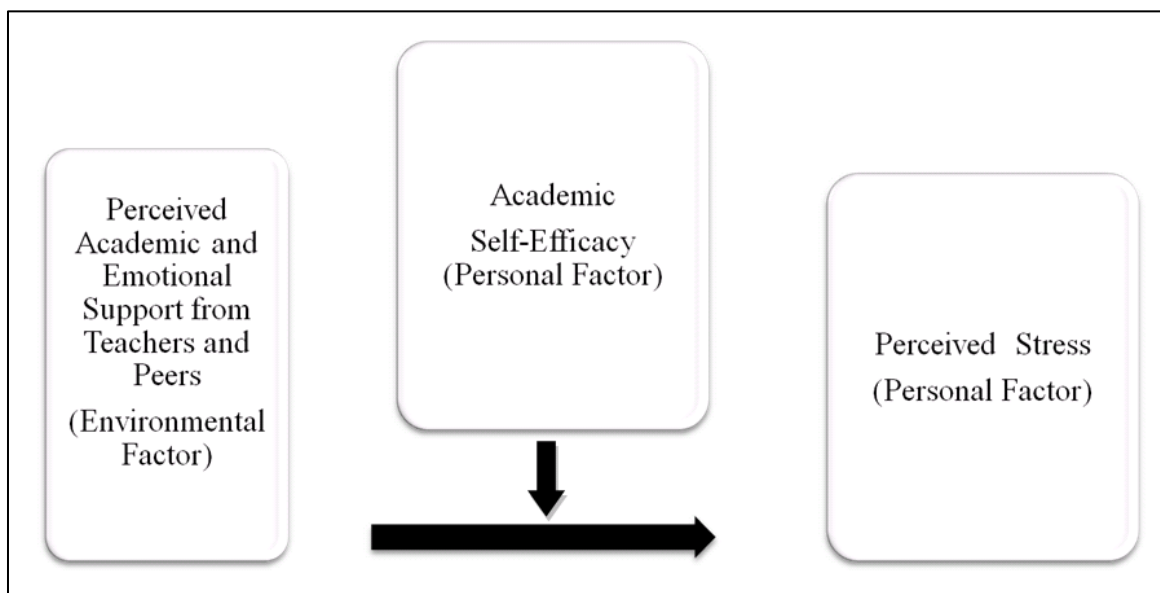 Perceived
Academic and
Emotional
Support from
Teachers and
Peers
(Environmental
Factor)
Academic
Self-Efficacy
(Personal Factor)
Perceived Stress
(Personal Factor)